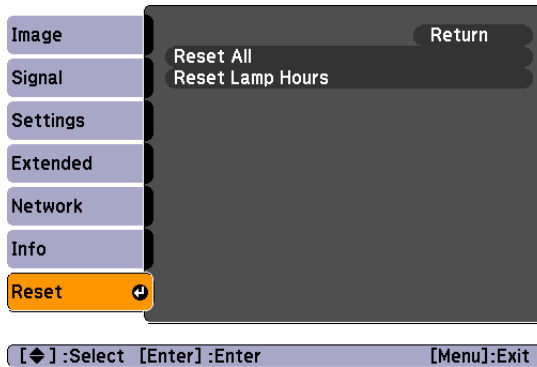 Image
Signal
Settings
Extended
Network
Info
Reset
Return
Reset All
Reset Lamp Hours
[◆] :Select [Enter] :Enter [Menu]:Exit